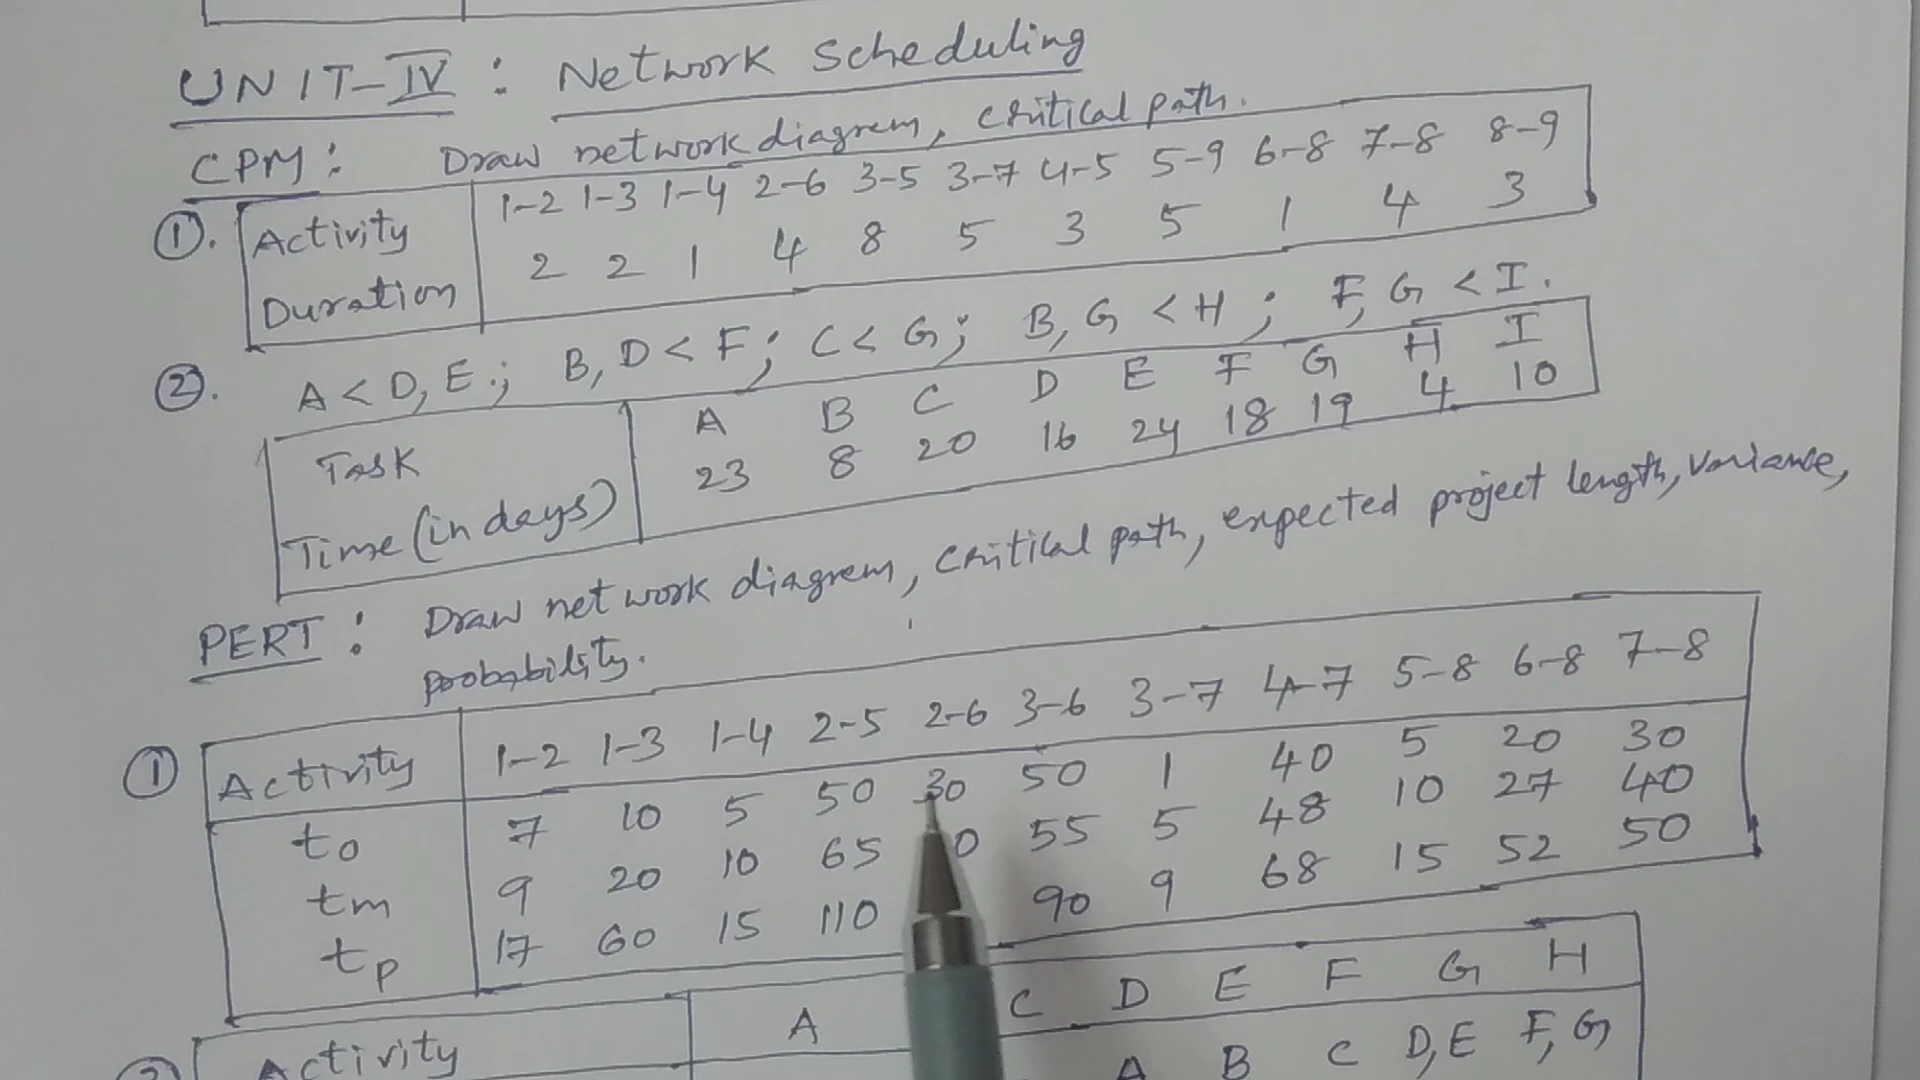 UNIT-IV : Network Scheduling
CPM : Draw network diagram, critical path.
①. Activity 1-2 1-3 1-4 2-6 3-5 3-7 4-5 5-9 6-8 7-8 8-9
Duration 2 2 1 4 8 5 3 5 1 4 3
②. A < D, E ; B, D < F ; C < G ; B, G < H ; F, G < I.
Task A B C D E F G H I
Time (in days) 23 8 20 16 24 18 19 4 10
PERT : Draw network diagram, critical path, expected project length, variance,
probability.
① Activity 1-2 1-3 1-4 2-5 2-6 3-6 3-7 4-7 5-8 6-8 7-8
to 7 10 5 50 30 50 1 40 5 20 30
tm 9 20 10 65 0 55 5 48 10 27 40
tp 17 60 15 110 90 9 68 15 52 50
Activity A C D E F G H
A B C D,E F,G